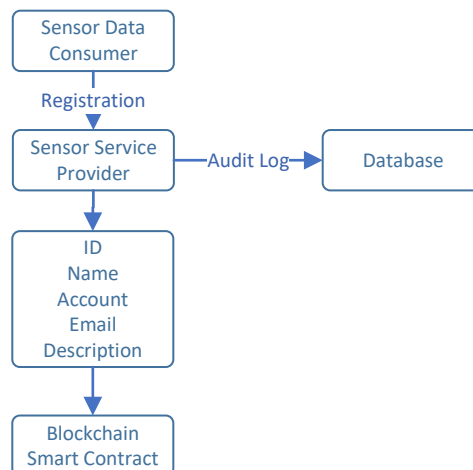 Sensor Data
Consumer
Registration
Sensor Service
Provider
Audit Log
Database
ID
Name
Account
Email
Description
Blockchain
Smart Contract